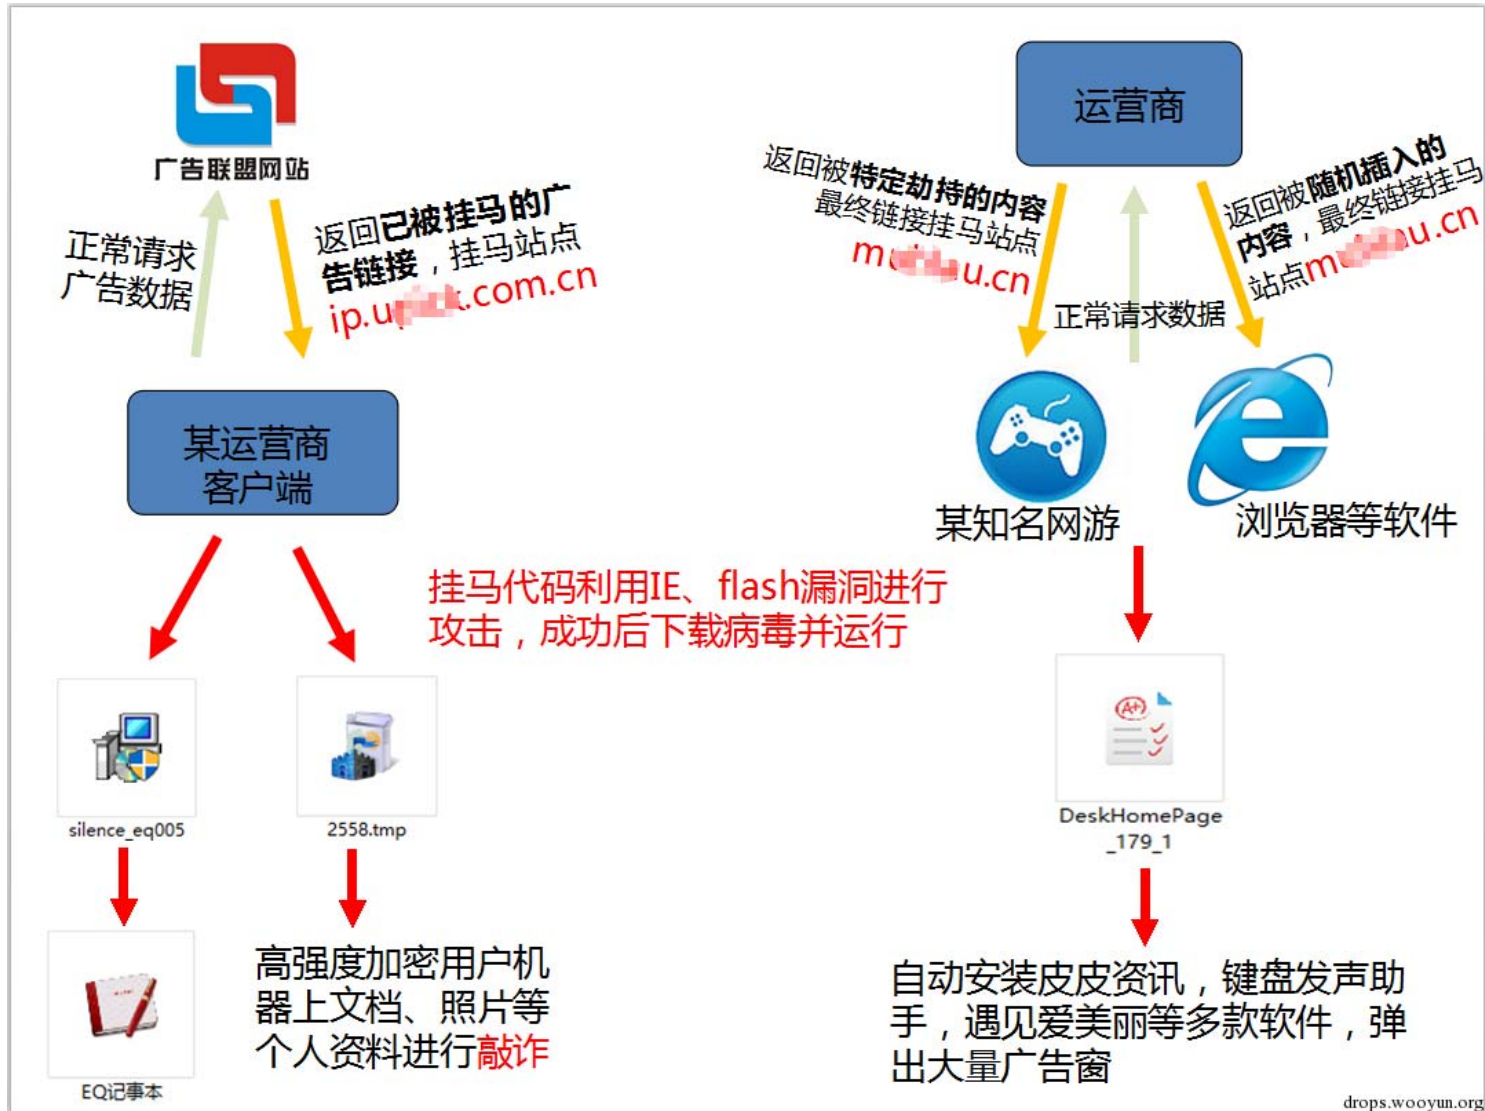 广告联盟网站
正常请求
广告数据
返回已被挂马的广
告链接，挂马站点
ip.u .com.cn
某运营商
客户端
运营商
返回被特定劫持的内容
最终链接挂马站点
m u.cn
返回被随机插入的
内容，最终链接挂马
站点m u.cn
正常请求数据
某知名网游
浏览器等软件
挂马代码利用IE、flash漏洞进行
攻击，成功后下载病毒并运行
silence_eq005
2558.tmp
EQ记事本
高强度加密用户机
器上文档、照片等
个人资料进行敲诈
A+
DeskHomePage
_179_1
自动安装皮皮资讯，键盘发声助
手，遇见爱美丽等多款软件，弹
出大量广告窗
drops.wooyun.org